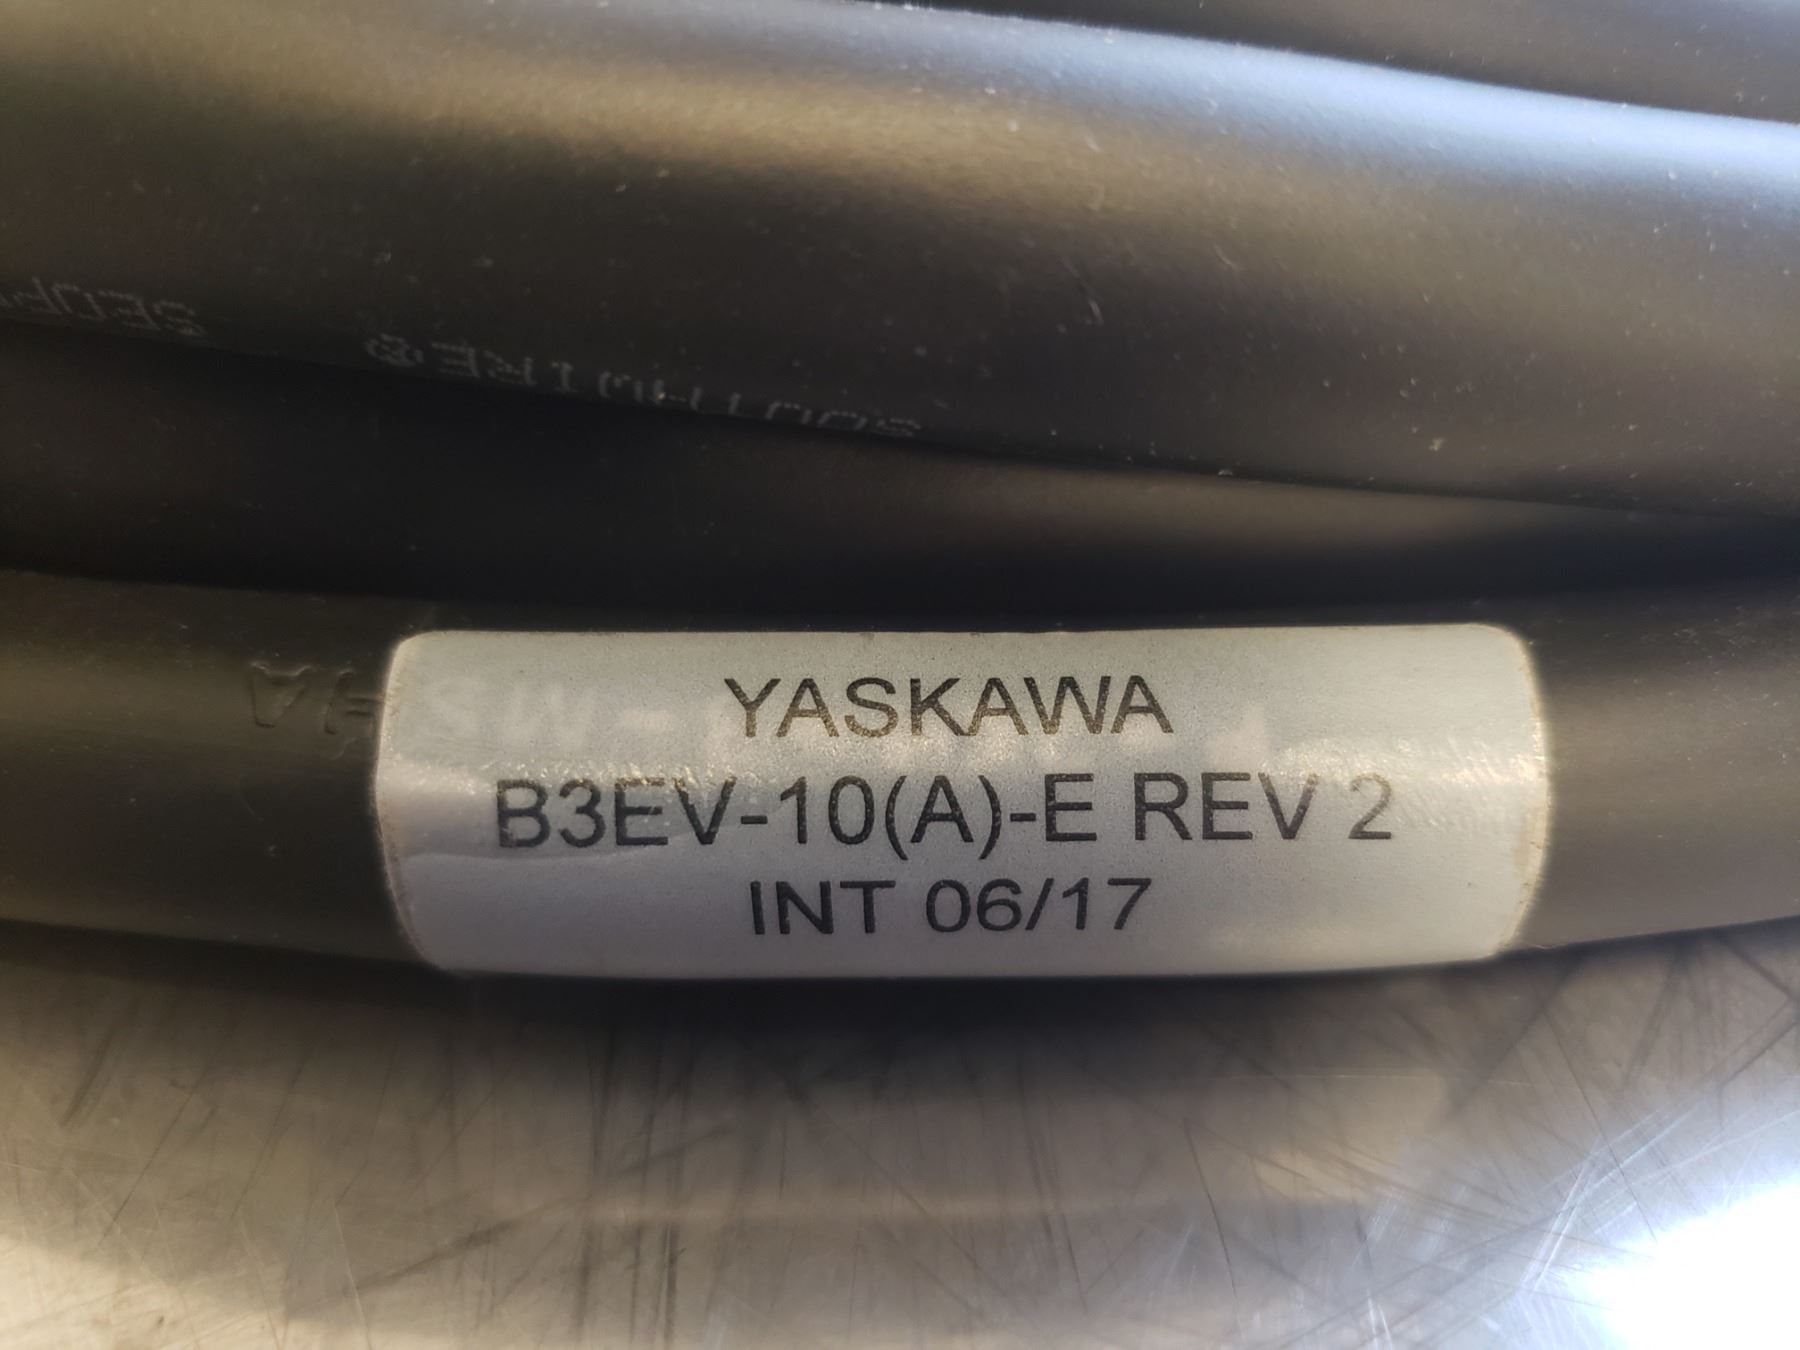 YASKAWA
B3EV-10(A)-E REV 2
INT 06/17